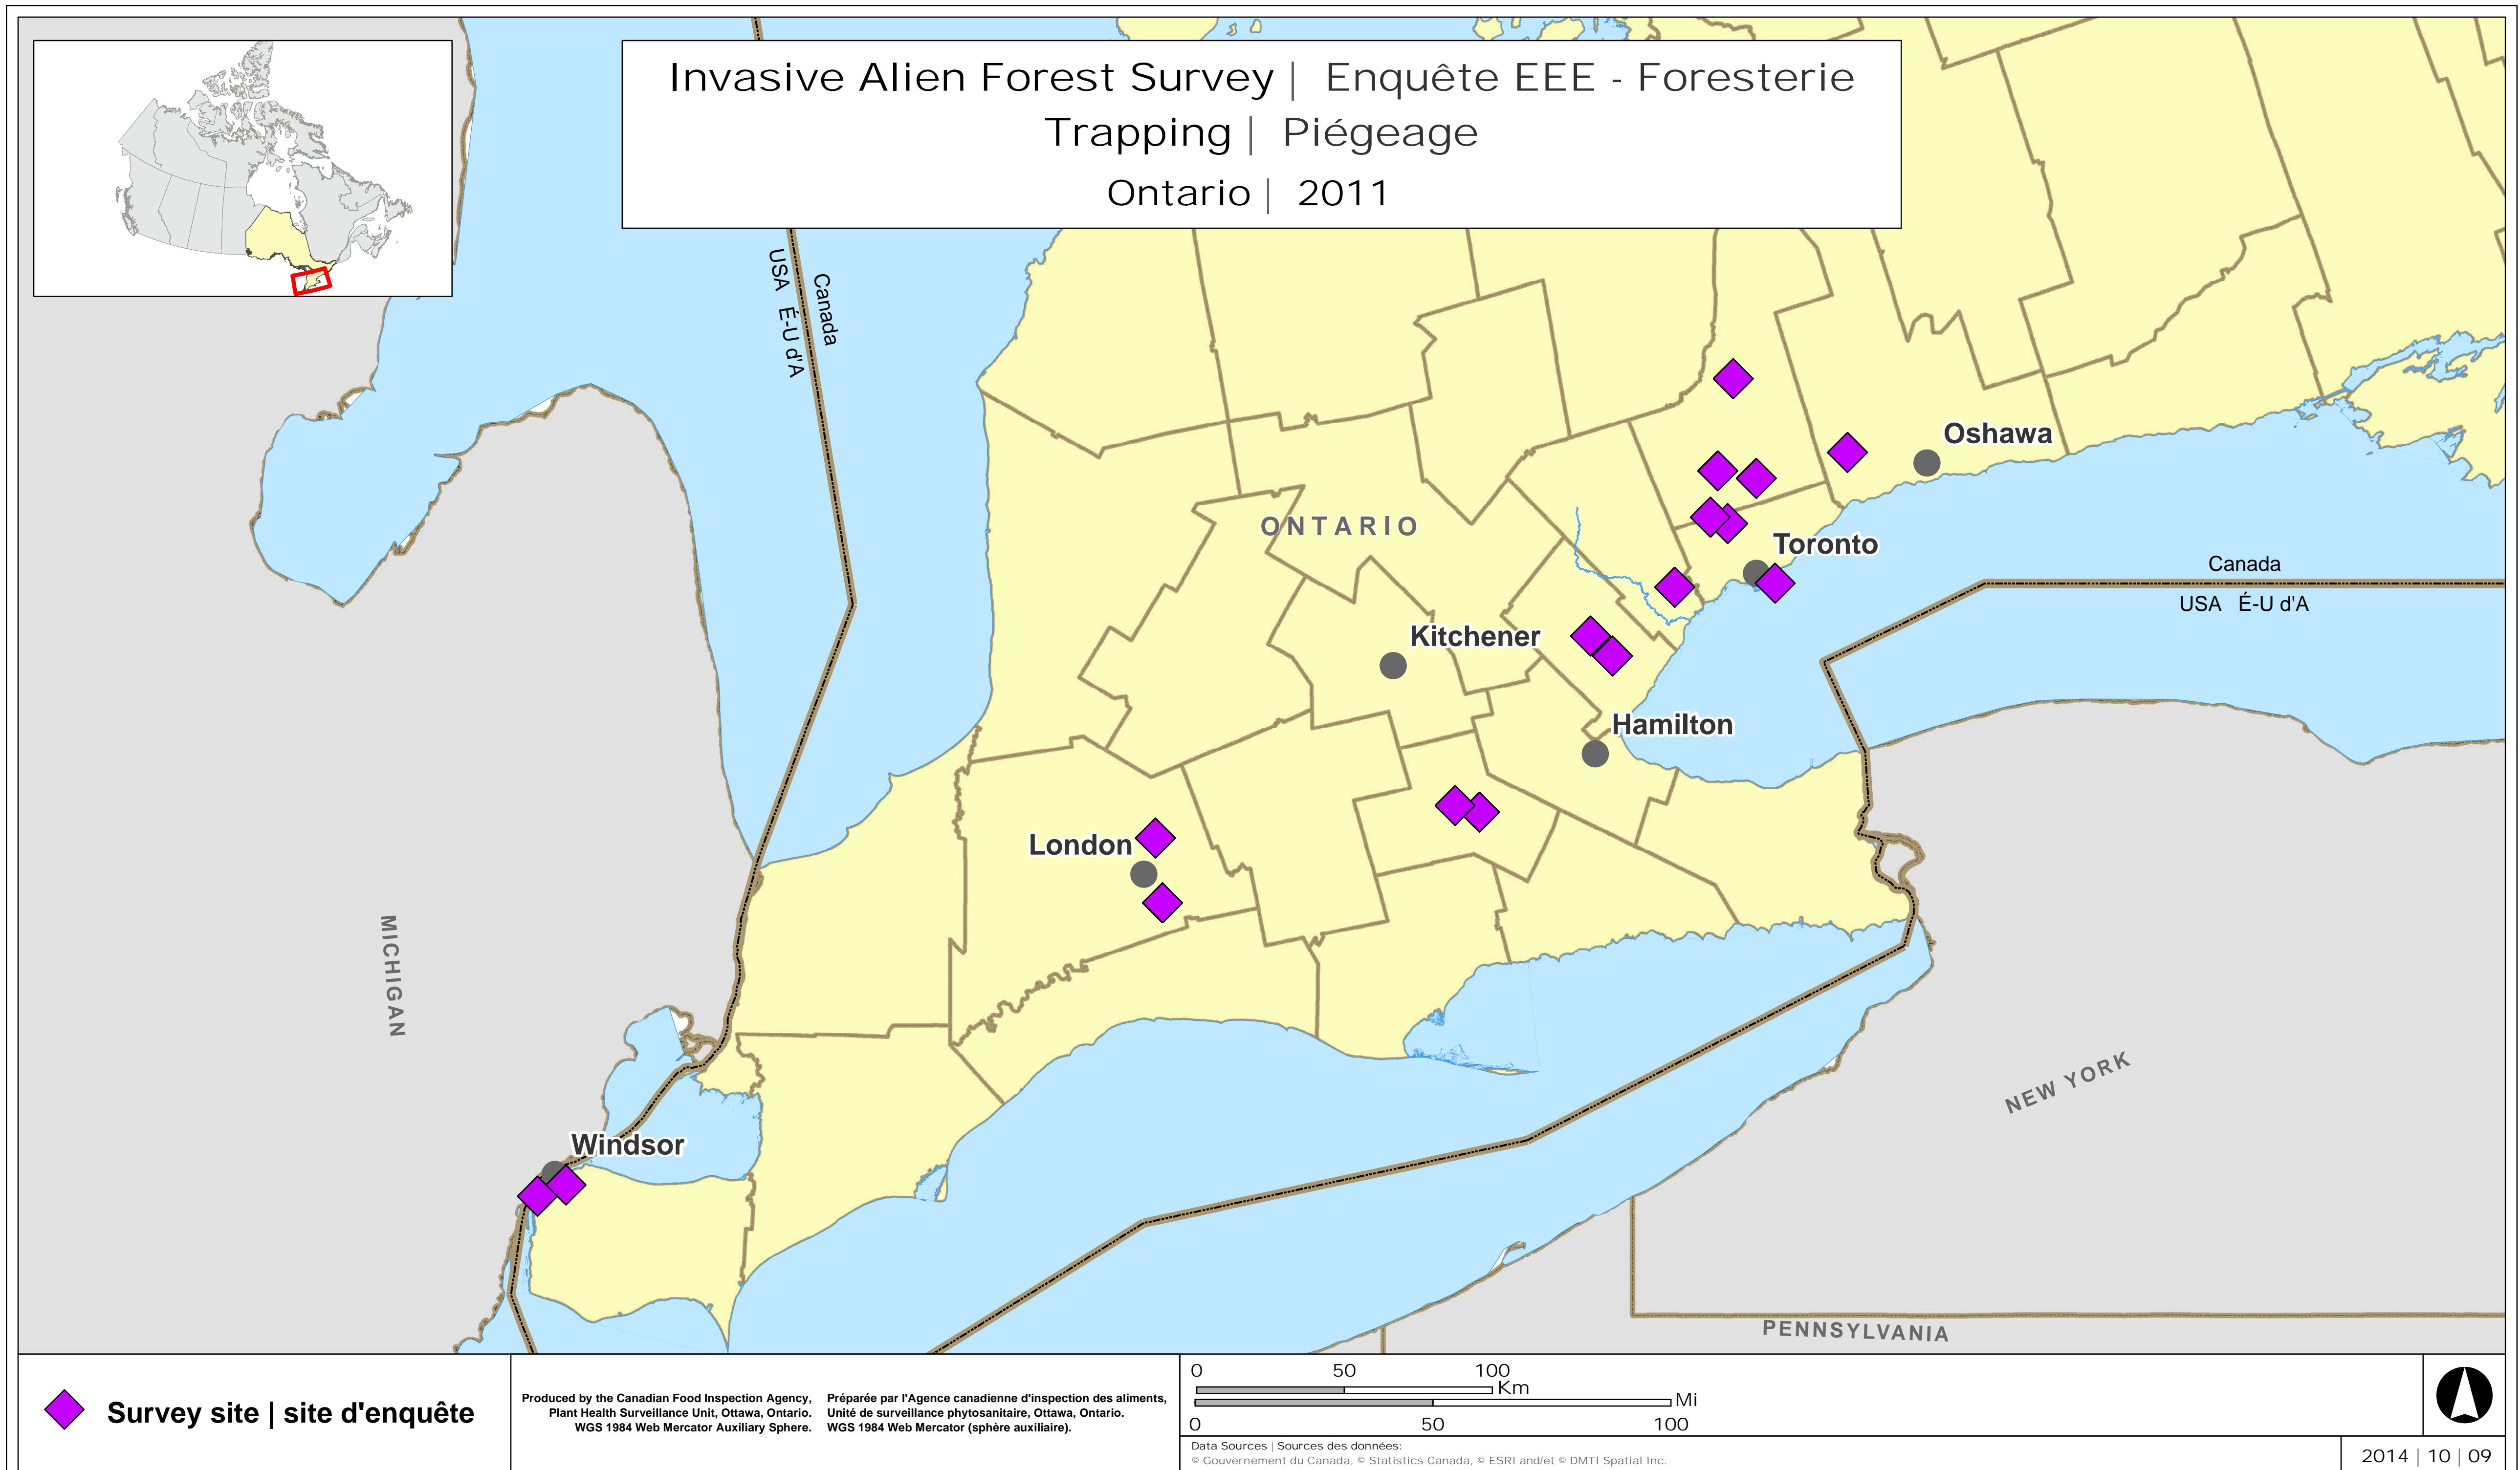 Invasive Alien Forest Survey | Enquête EEE - Foresterie
Trapping | Piégeage
Ontario | 2011
USA É-U d'A
Canada
Oshawa
ONTARIO
Toronto
Canada
USA É-U d'A
Kitchener
Hamilton
London
MICHIGAN
NEW YORK
Windsor
PENNSYLVANIA
Survey site | site d'enquête
Produced by the Canadian Food Inspection Agency,
Plant Health Surveillance Unit, Ottawa, Ontario.
WGS 1984 Web Mercator Auxiliary Sphere.
Préparée par l'Agence canadienne d'inspection des aliments,
Unité de surveillance phytosanitaire, Ottawa, Ontario.
WGS 1984 Web Mercator (sphère auxiliaire).
0 50 100
Km
Mi
0 50 100
Data Sources | Sources des données:
© Gouvernement du Canada, © Statistics Canada, © ESRI and/et © DMTI Spatial Inc.
2014 | 10 | 09